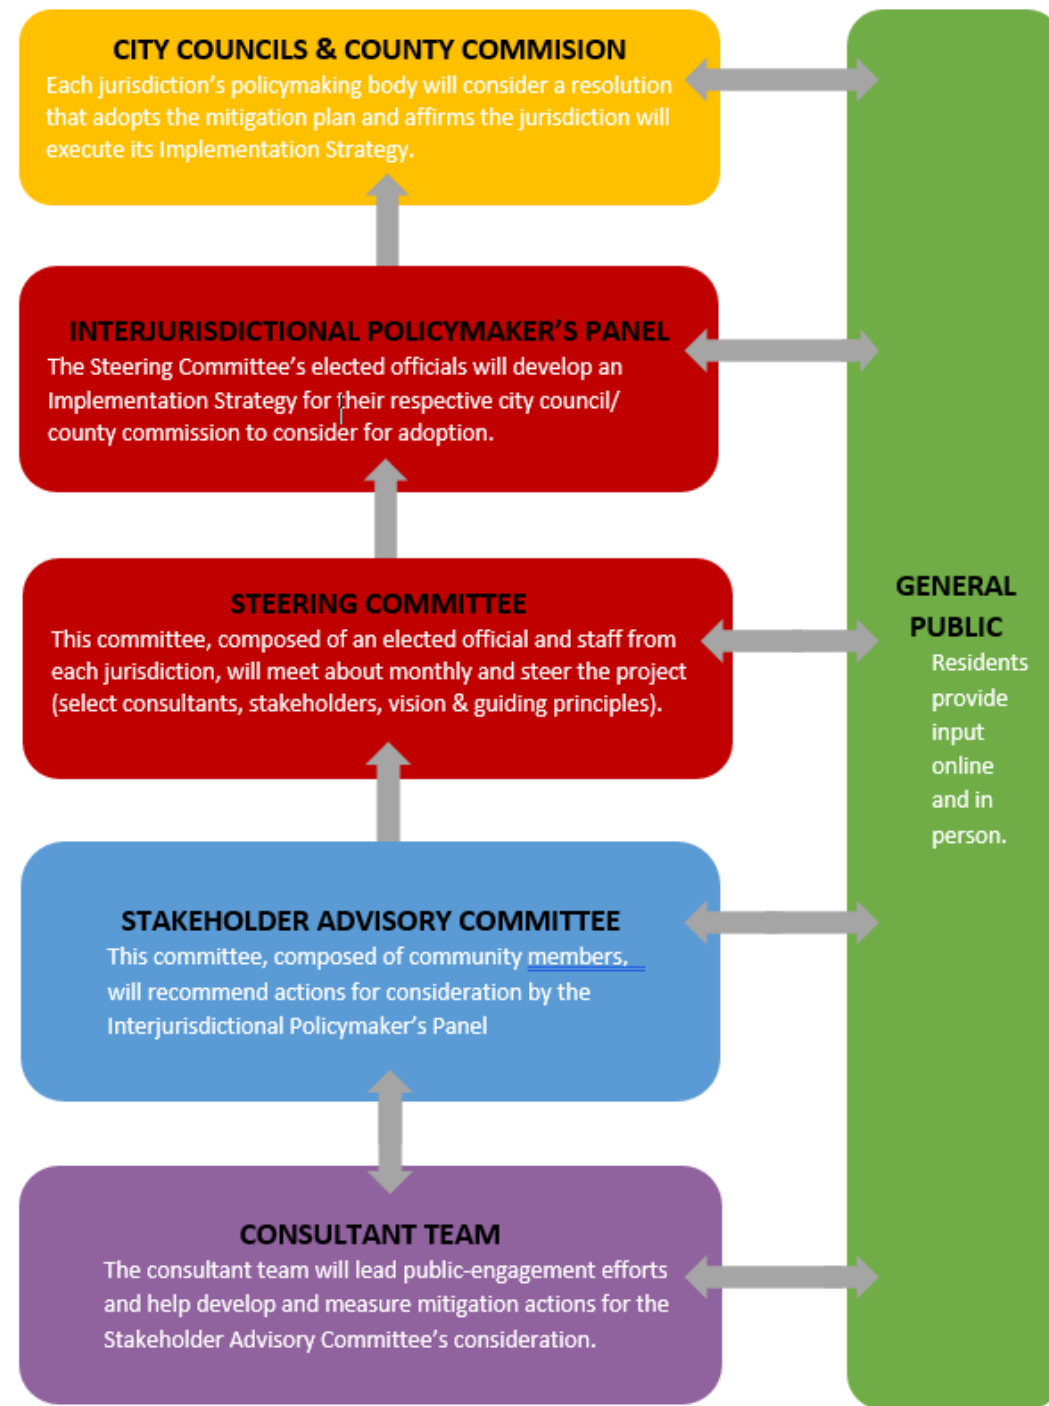 CITY COUNCILS & COUNTY COMMISION
Each jurisdiction’s policymaking body will consider a resolution
that adopts the mitigation plan and affirms the jurisdiction will
execute its Implementation Strategy.
INTERJURISDICTIONAL POLICYMAKER’S PANEL
The Steering Committee’s elected officials will develop an
Implementation Strategy for their respective city council/
county commission to consider for adoption.
STEERING COMMITTEE
This committee, composed of an elected official and staff from
each jurisdiction, will meet about monthly and steer the project
(select consultants, stakeholders, vision & guiding principles).
STAKEHOLDER ADVISORY COMMITTEE
This committee, composed of community members,
will recommend actions for consideration by the
Interjurisdictional Policymaker’s Panel
CONSULTANT TEAM
The consultant team will lead public-engagement efforts
and help develop and measure mitigation actions for the
Stakeholder Advisory Committee’s consideration.
GENERAL
PUBLIC
Residents
provide
input
online
and in
person.